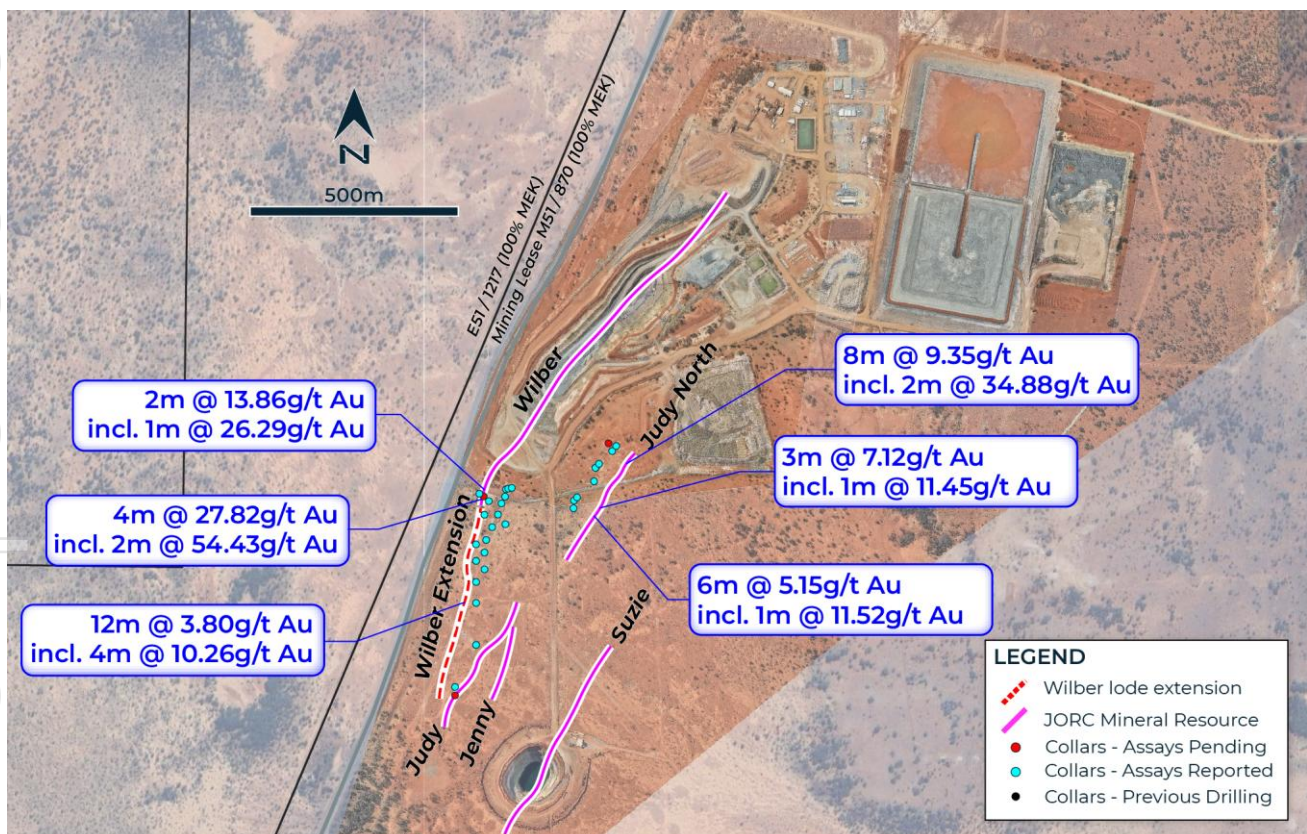 N
500m
E51 / 1217 (100% MEK)
Mining Lease M51 / 870 (100% MEK)
Wilber
Judy North
8m @ 9.35g/t Au
incl. 2m @ 34.88g/t Au
2m @ 13.86g/t Au
incl. 1m @ 26.29g/t Au
3m @ 7.12g/t Au
incl. 1m @ 11.45g/t Au
4m @ 27.82g/t Au
incl. 2m @ 54.43g/t Au
Wilber Extension
6m @ 5.15g/t Au
incl. 1m @ 11.52g/t Au
12m @ 3.80g/t Au
incl. 4m @ 10.26g/t Au
Suzie
Judy
Jenny
LEGEND
Wilber lode extension
JORC Mineral Resource
Collars - Assays Pending
Collars - Assays Reported
Collars - Previous Drilling